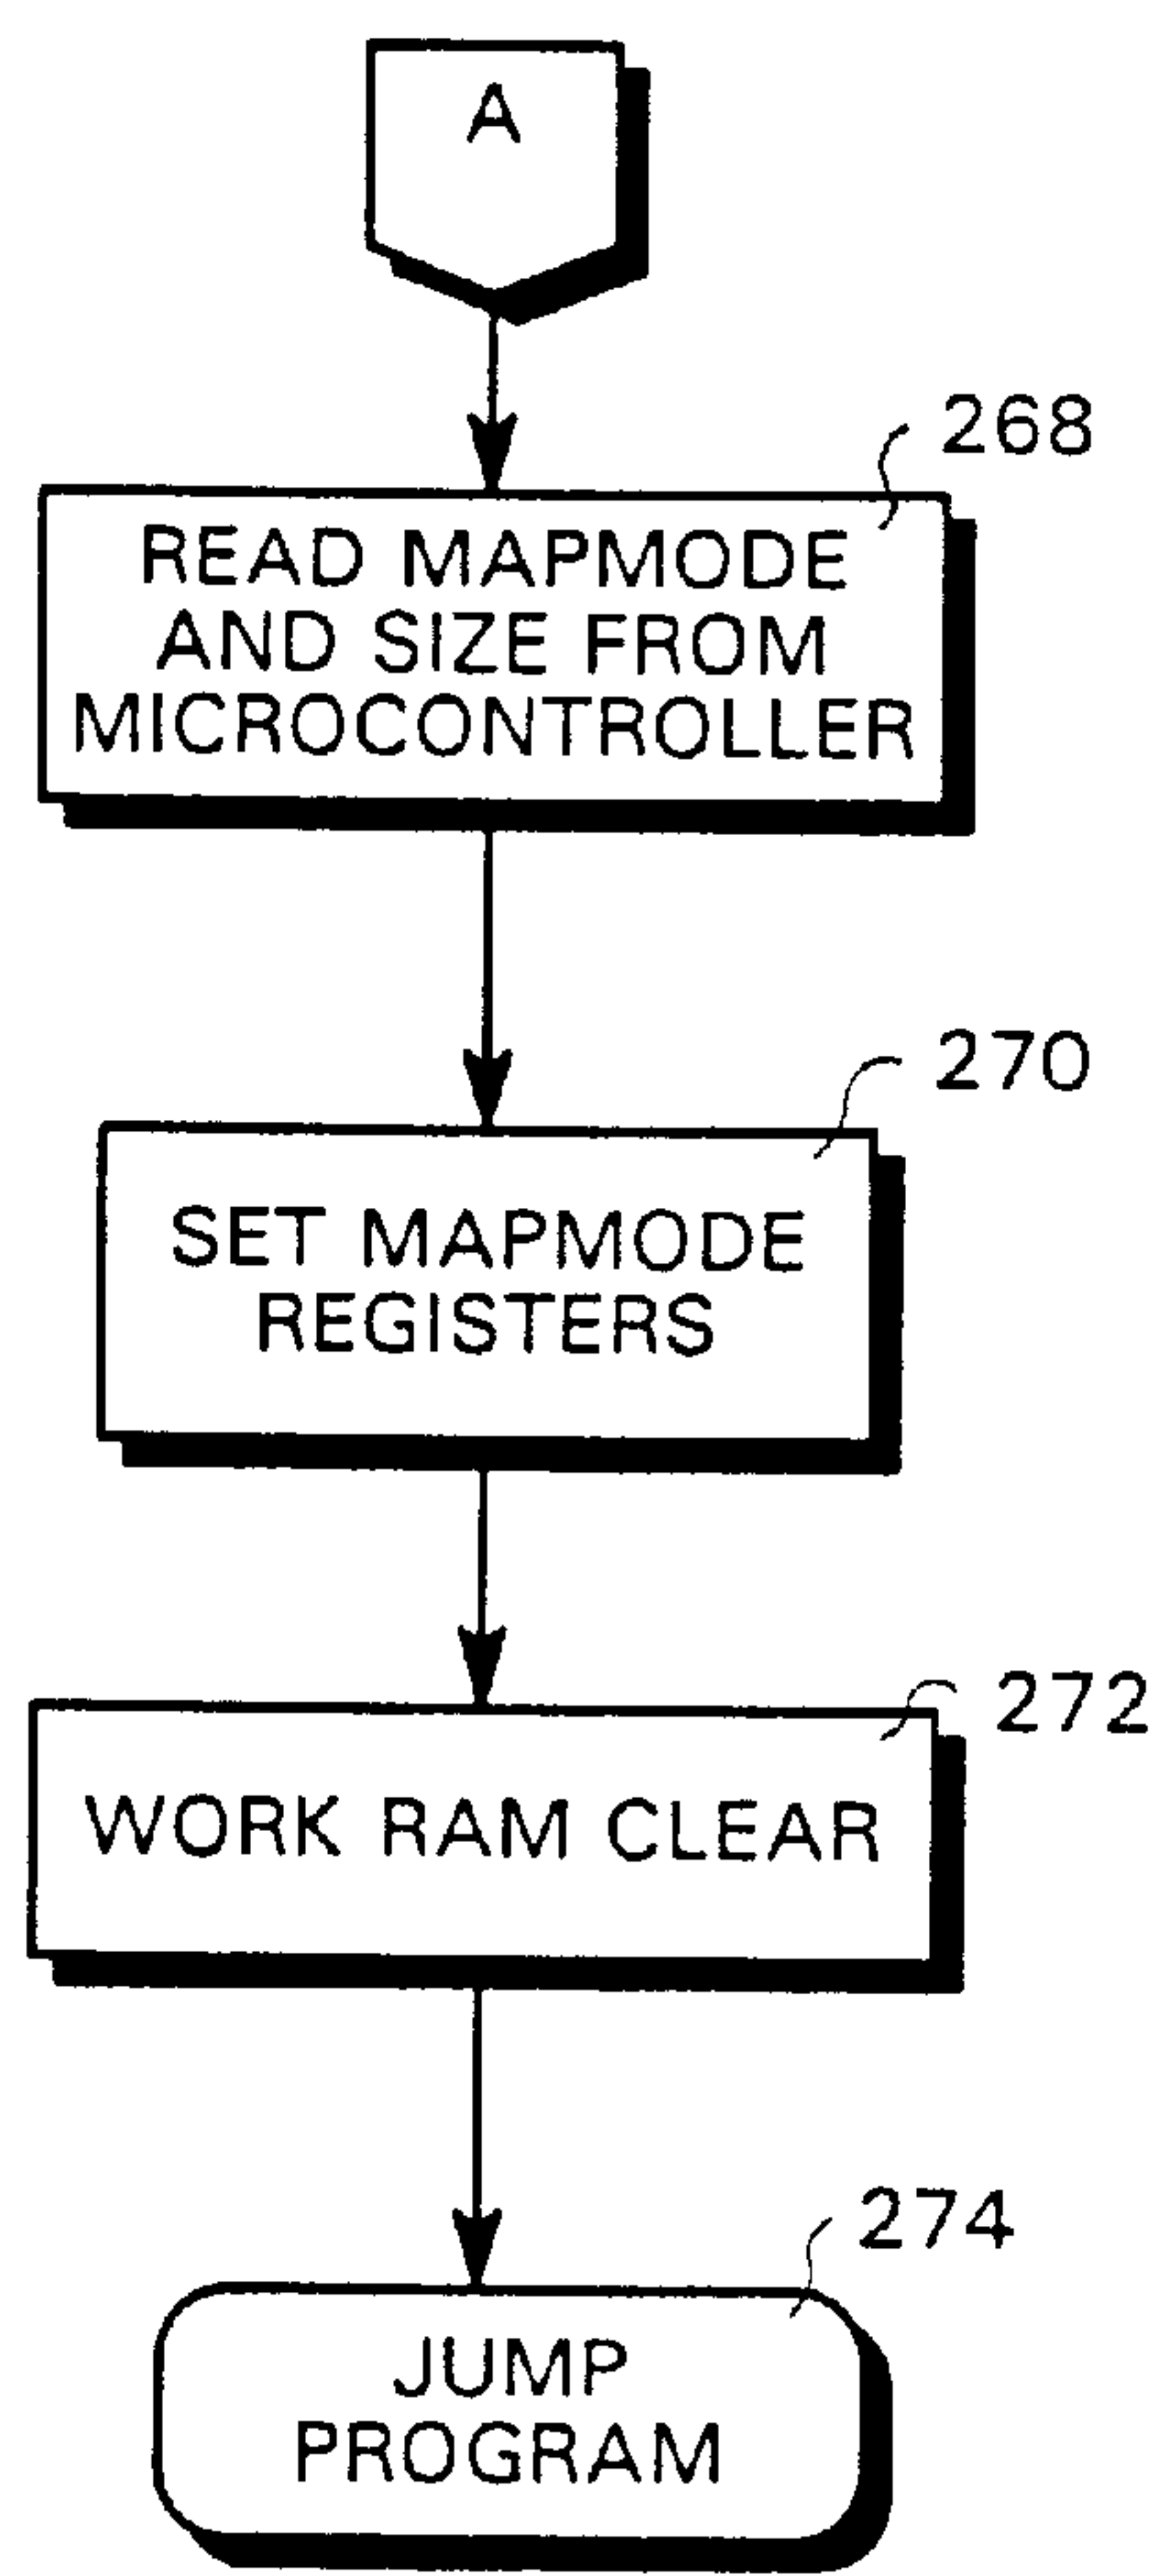 A
268
READ MAPMODE
AND SIZE FROM
MICROCONTROLLER
270
SET MAPMODE
REGISTERS
272
WORK RAM CLEAR
274
JUMP
PROGRAM